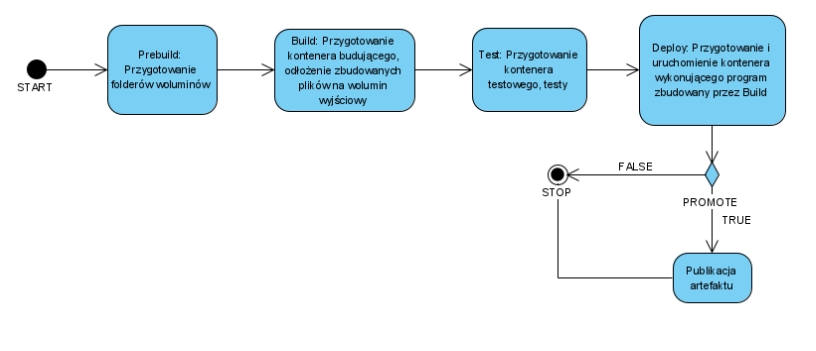 START
Prebuild:
Przygotowanie
folderów woluminów
Build: Przygotowanie
kontenera budującego,
odłożenie zbudowanych
plików na wolumin
wyjściowy
Test: Przygotowanie
kontenera
testowego, testy
Deploy: Przygotowanie i
uruchomienie kontenera
wykonującego program
zbudowany przez Build
FALSE
STOP
PROMOTE
TRUE
Publikacja
artefaktu